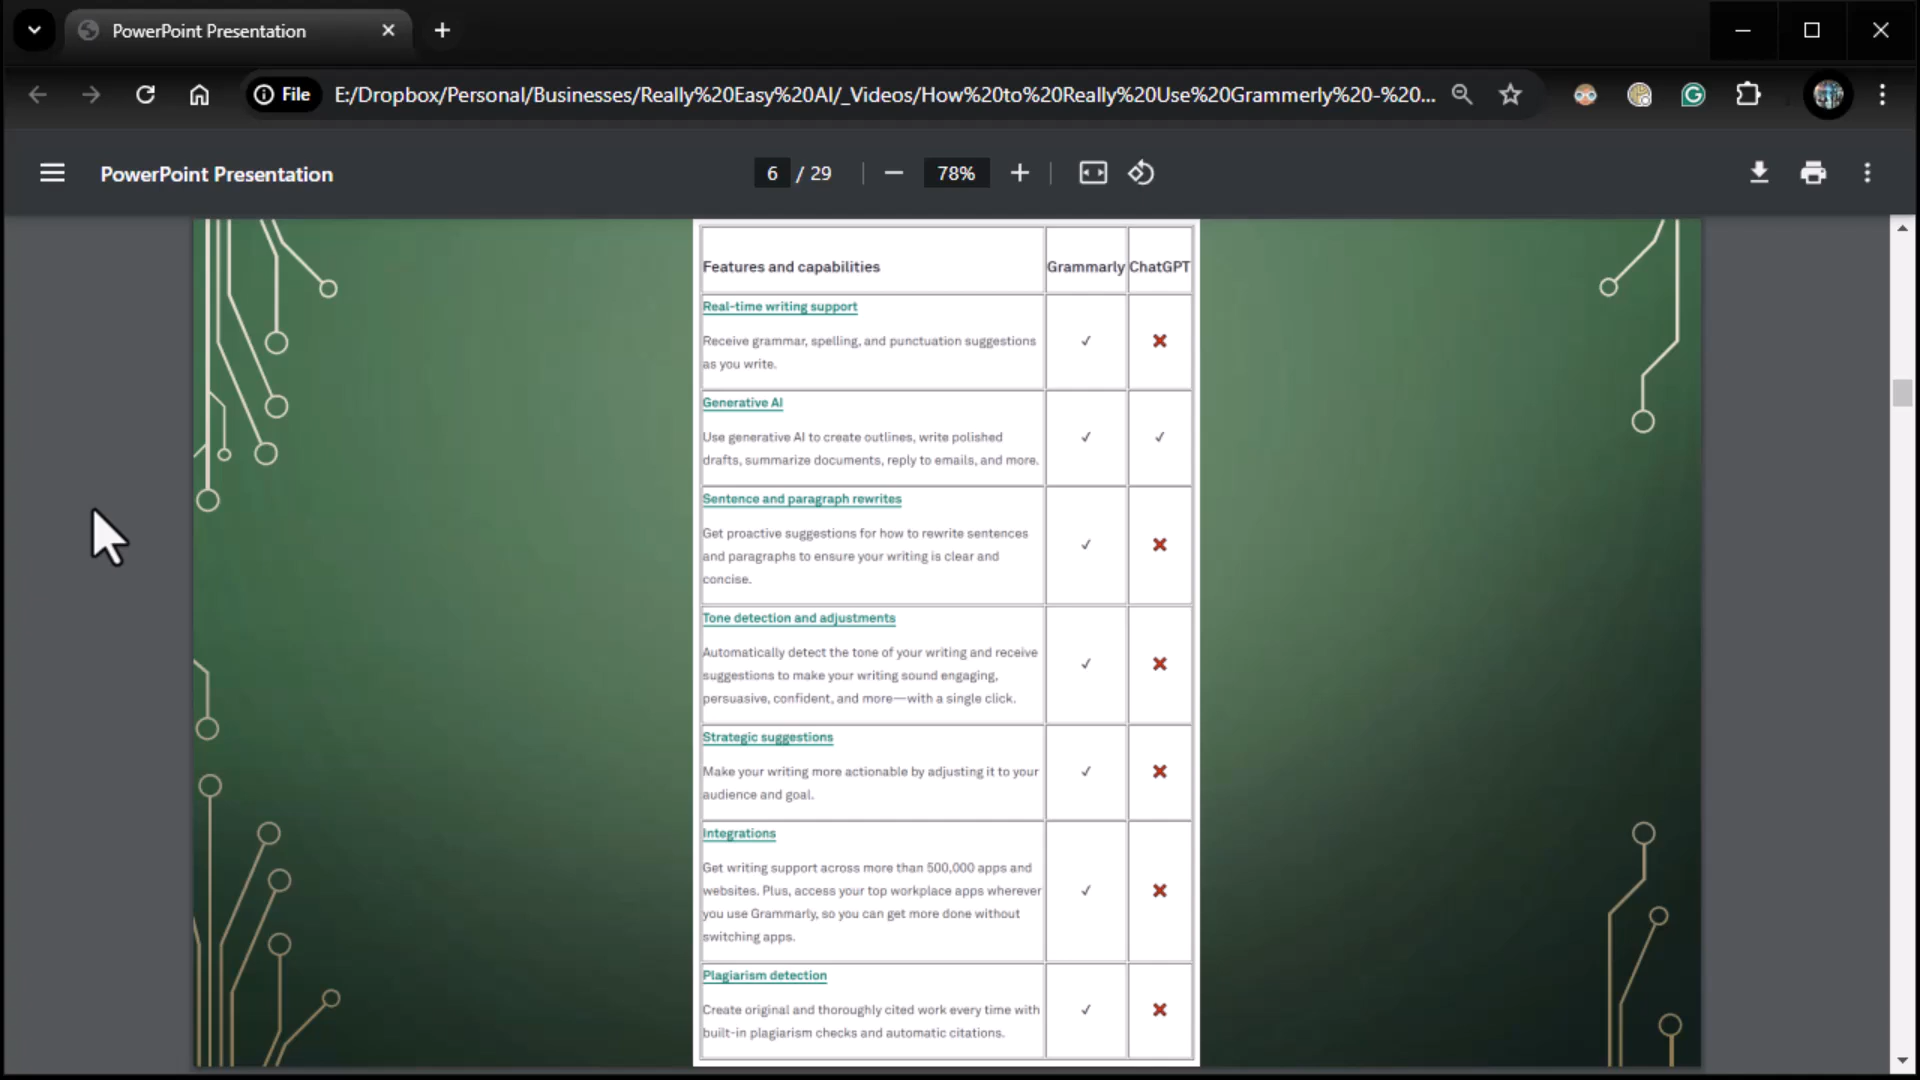 PowerPoint Presentation
File
E:/Dropbox/Personal/Businesses/Really%20Easy%20AI/_Videos/How%20to%20Really%20Use%20Grammerly%20-%20...
PowerPoint Presentation
6 / 29
78%
Features and capabilities
Grammarly
ChatGPT
Real-time writing support
Receive grammar, spelling, and punctuation suggestions
as you write.
✓
Generative AI
Use generative AI to create outlines, write polished
drafts, summarize documents, reply to emails, and more.
✓ ✓
Sentence and paragraph rewrites
Get proactive suggestions for how to rewrite sentences
and paragraphs to ensure your writing is clear and
concise.
✓
Tone detection and adjustments
Automatically detect the tone of your writing and receive
suggestions to make your writing sound engaging,
persuasive, confident, and more—with a single click.
✓
Strategic suggestions
Make your writing more actionable by adjusting it to your
audience and goal.
✓
Integrations
Get writing support across more than 500,000 apps and
websites. Plus, access your top workplace apps wherever
you use Grammarly, so you can get more done without
switching apps.
✓
Plagiarism detection
Create original and thoroughly cited work every time with
built-in plagiarism checks and automatic citations.
✓